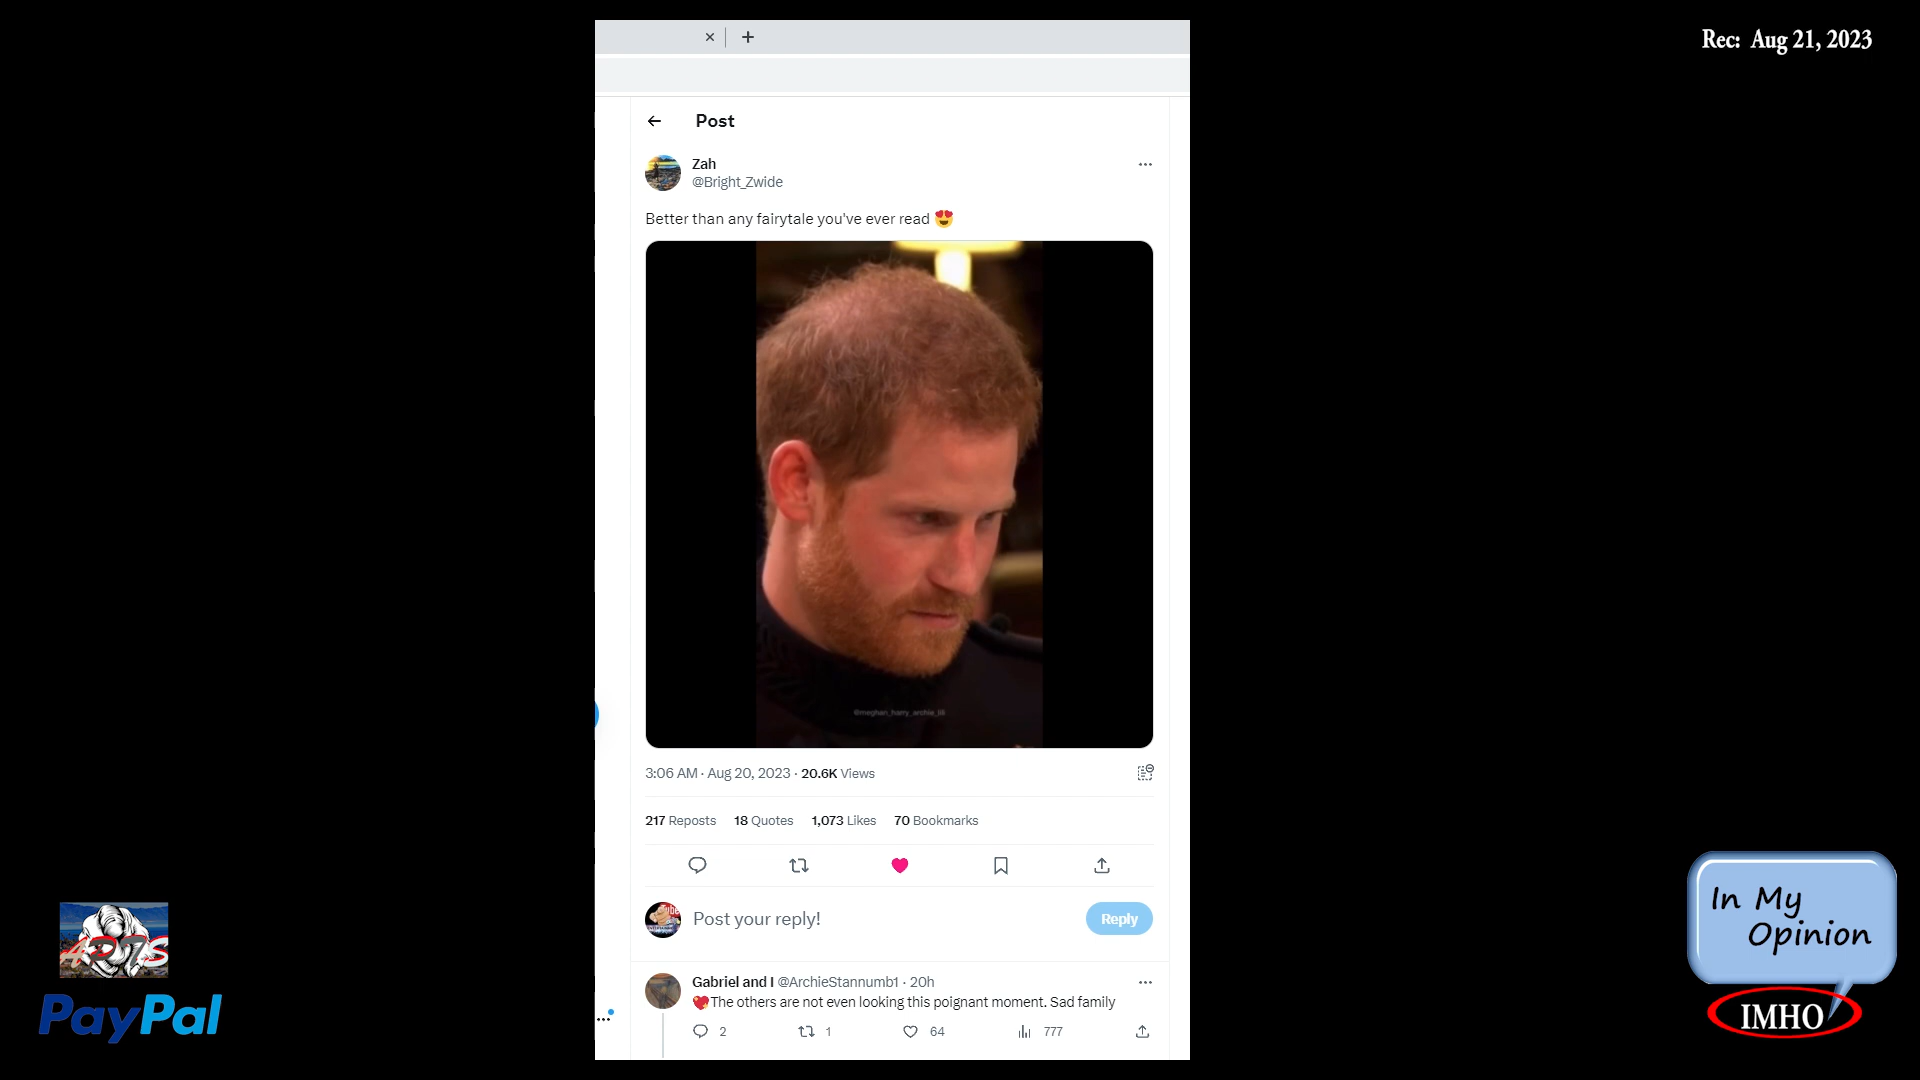 Rec: Aug 21, 2023
Post
Zah
@Bright_Zwide
Better than any fairytale you've ever read 😍
@meghan_harry_archie_lili
3:06 AM · Aug 20, 2023 · 20.6K Views
217 Reposts 18 Quotes 1,073 Likes 70 Bookmarks
Post your reply!
Reply
Gabriel and I @ArchieStannumb1 · 20h
💖The others are not even looking this poignant moment. Sad family
2 1 64 777
PayPal
In My
Opinion
IMHO